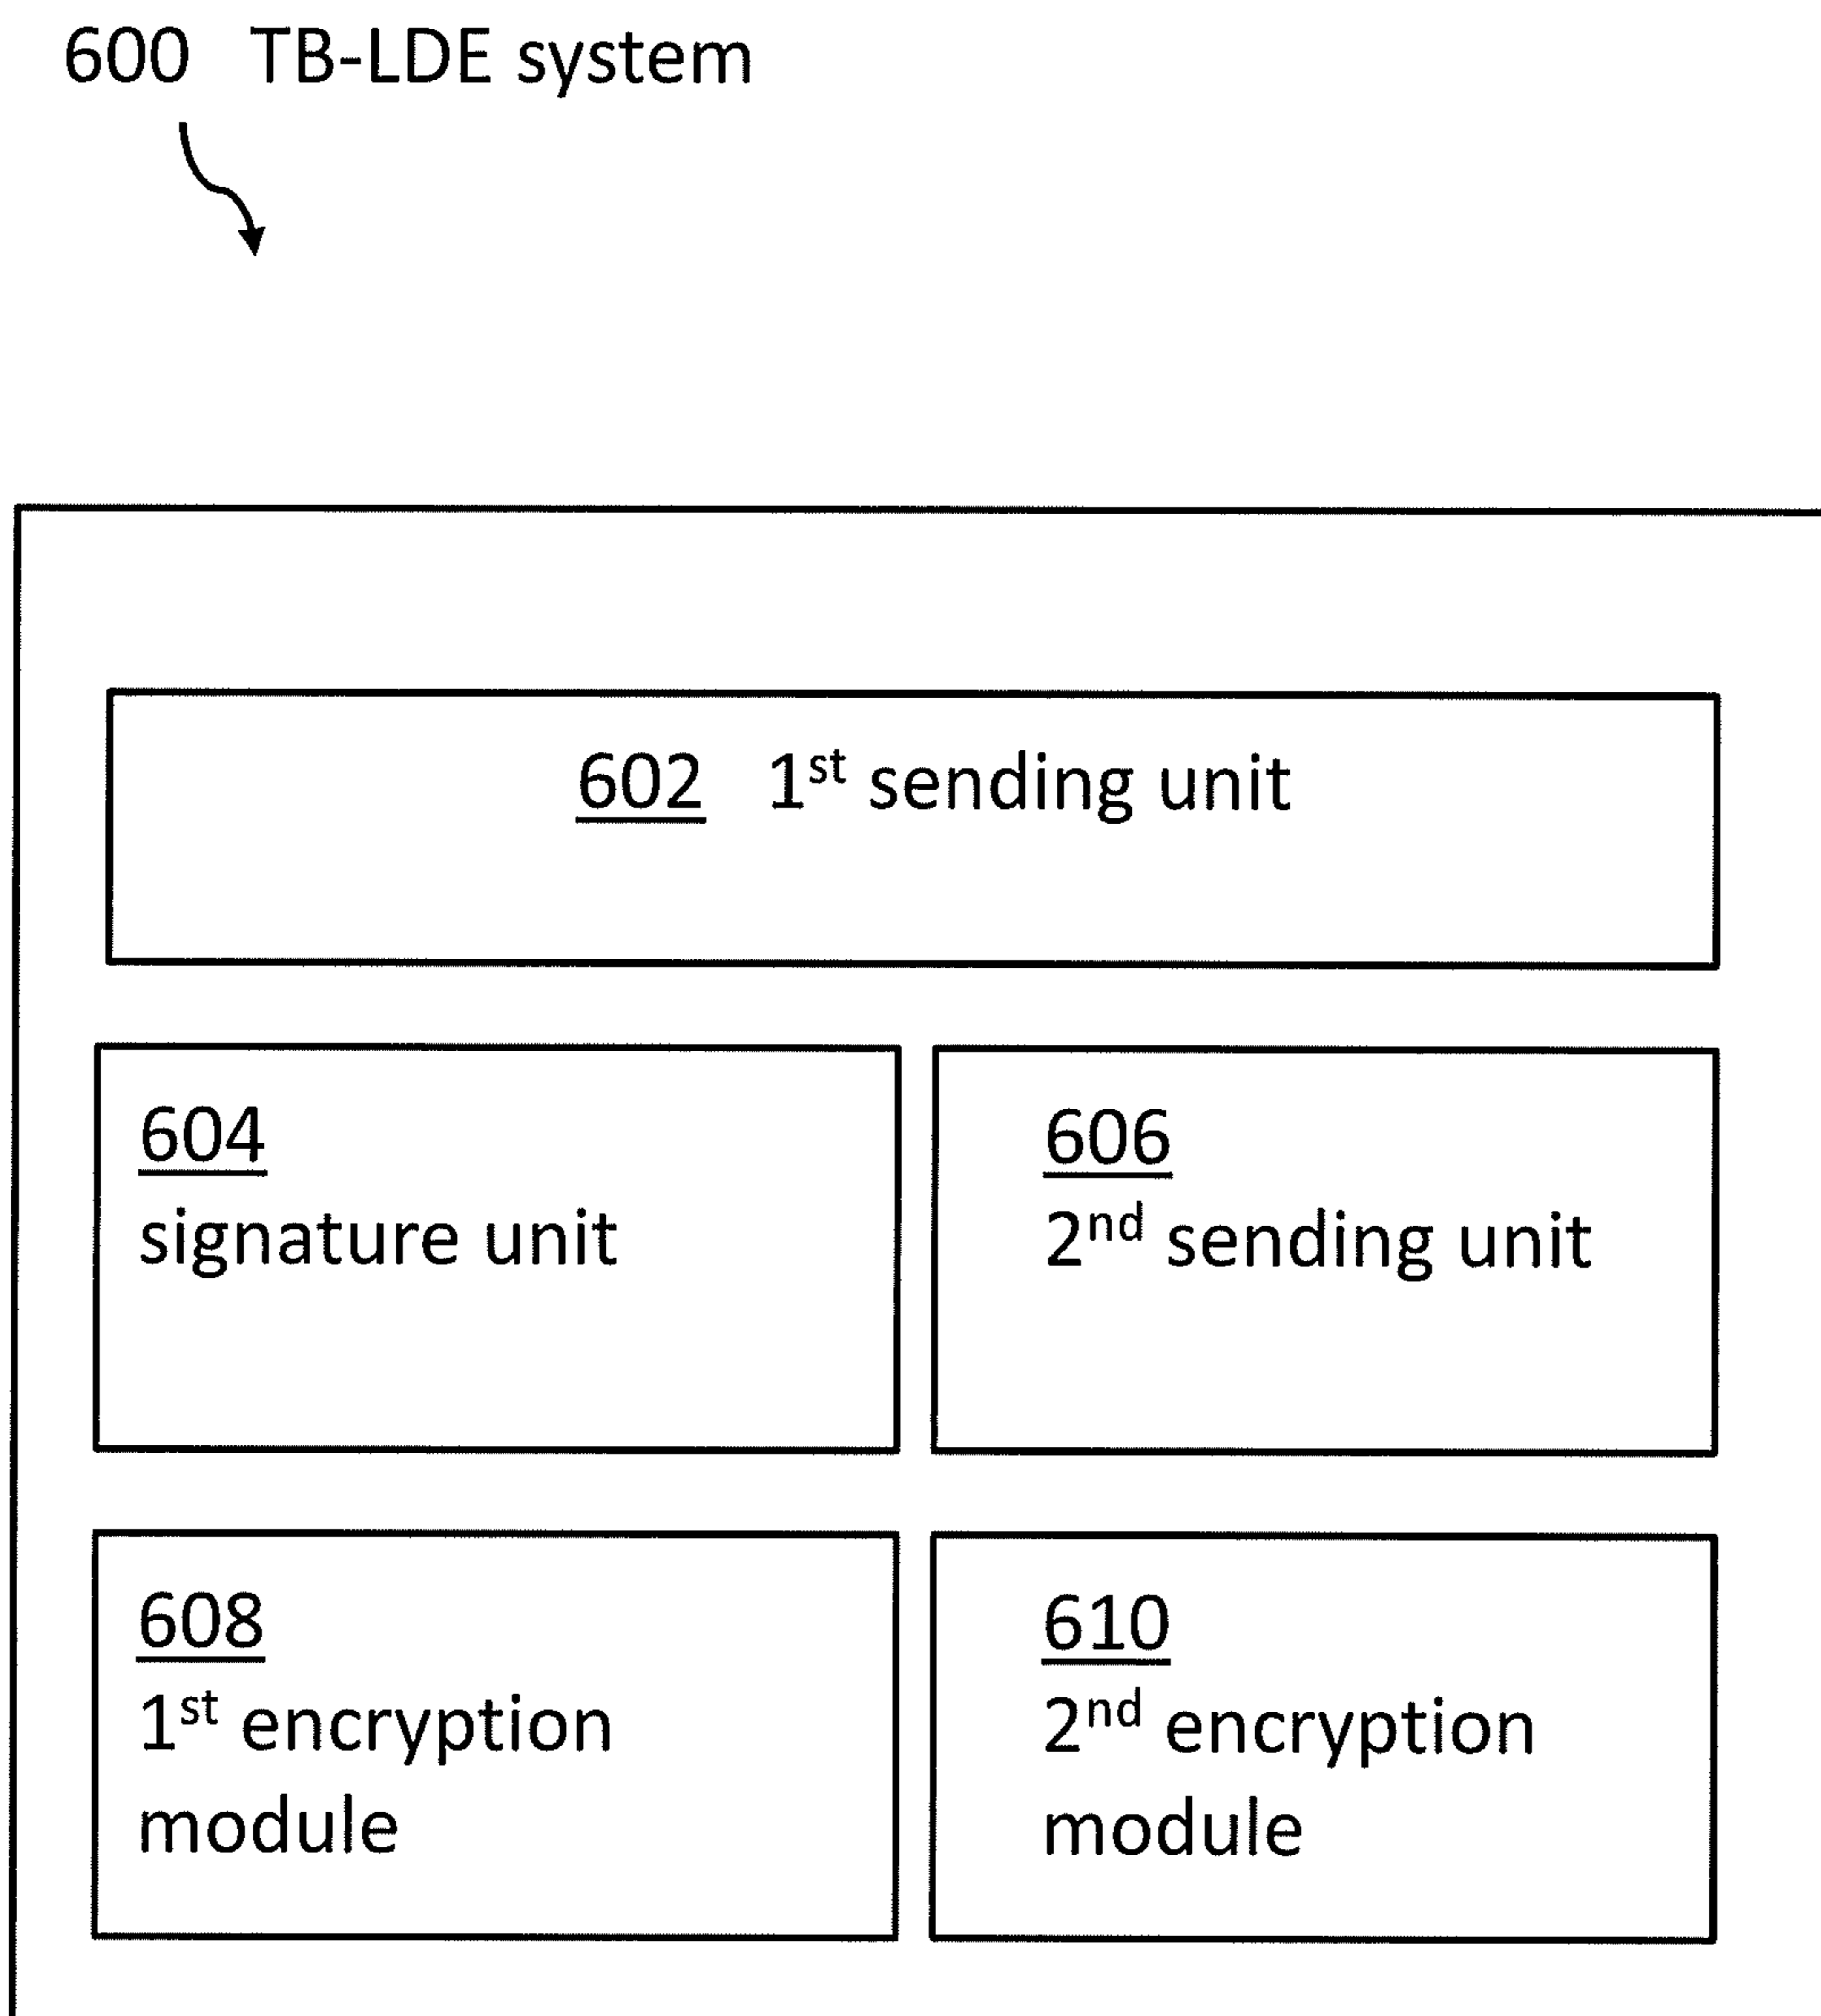 600 TB-LDE system
602 1st sending unit
604
signature unit
606
2nd sending unit
608
1st encryption
module
610
2nd encryption
module